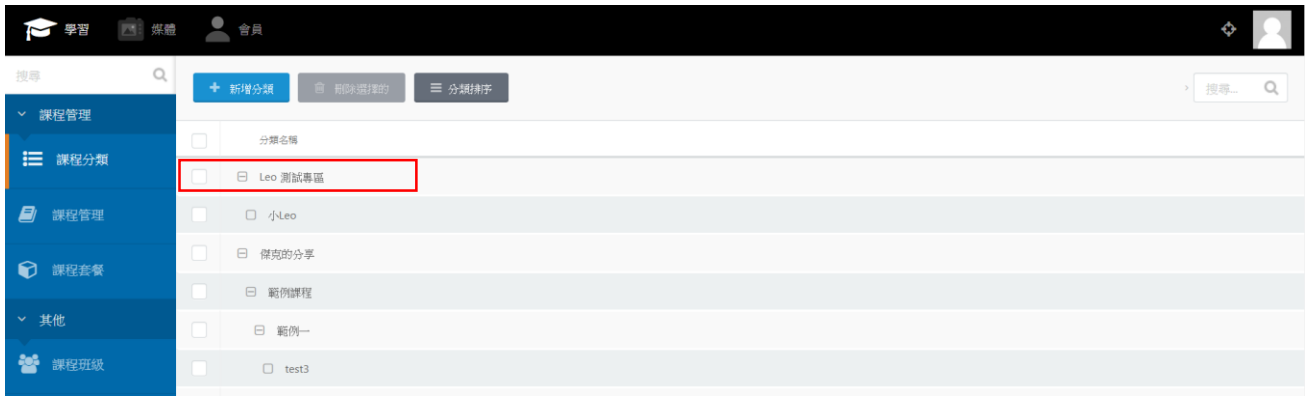 學習 媒體 會員
搜尋
新增分類 刪除選擇的 分類排序 搜尋...
課程管理
分類名稱
課程分類
Leo 測試專區
課程管理
小Leo
傑克的分享
課程套餐
範例課程
其他
範例一
課程班級
test3